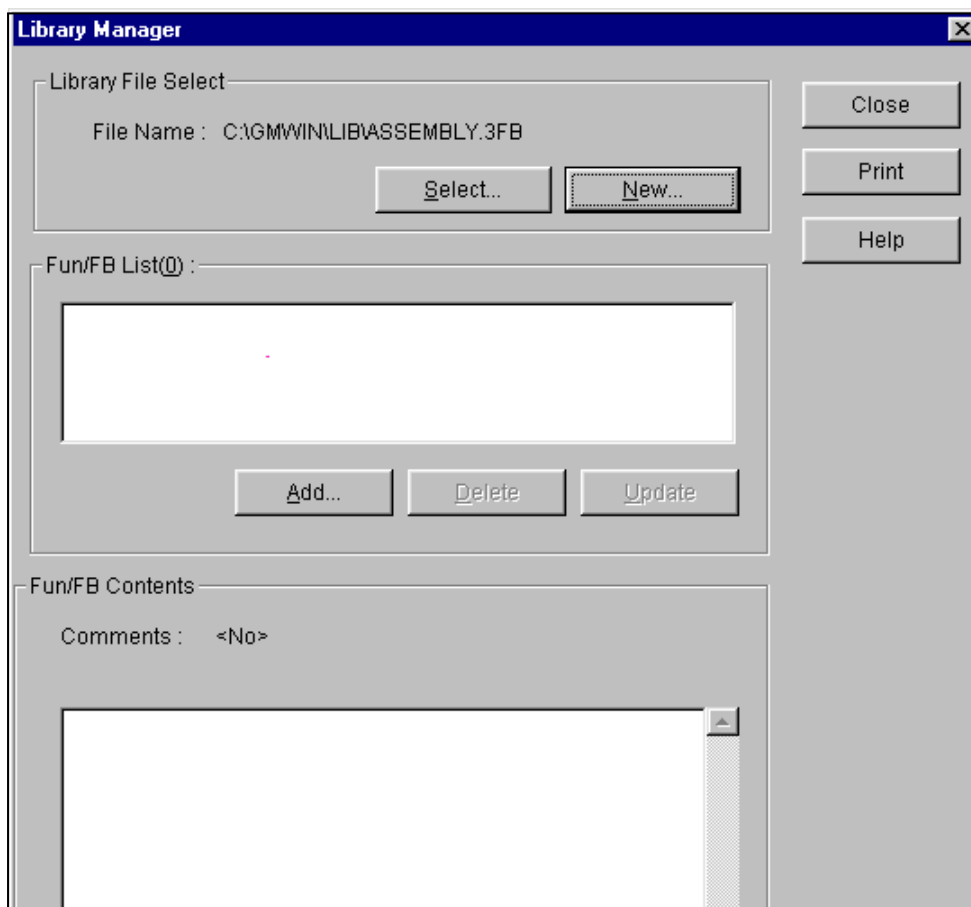 Library Manager
Library File Select
File Name : C:\GMWIN\LIB\ASSEMBLY.3FB
Select... New...
Close
Print
Help
Fun/FB List(0) :
Add... Delete Update
Fun/FB Contents
Comments : <No>